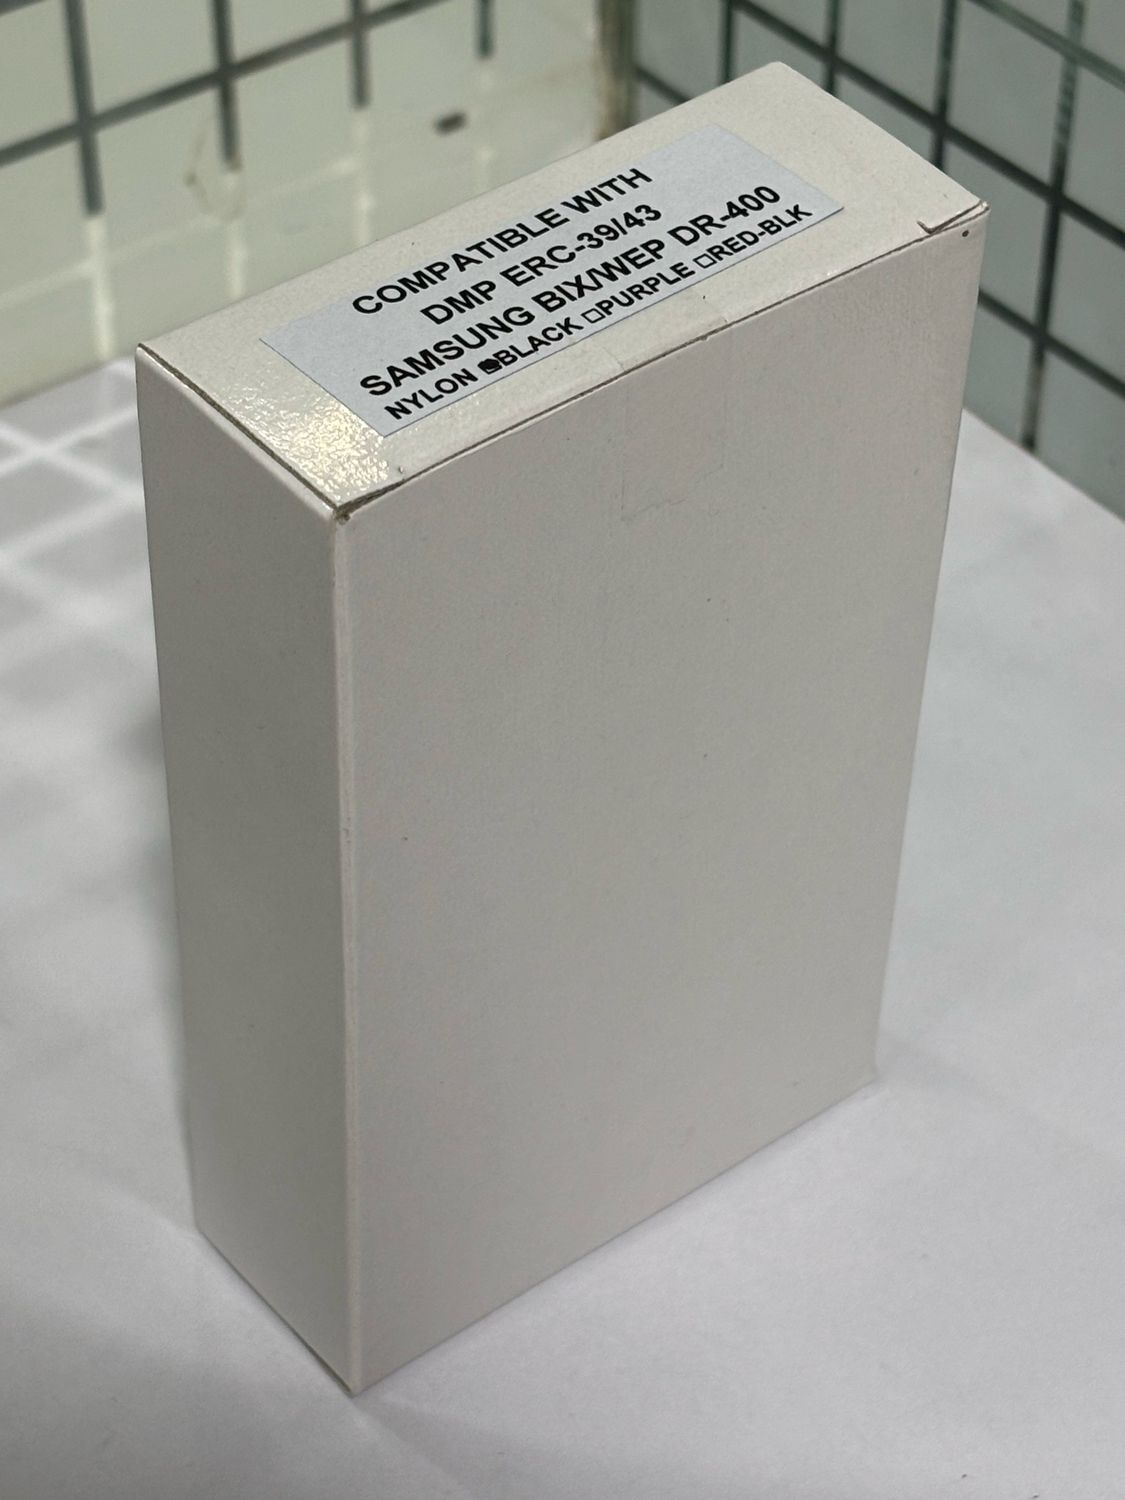 COMPATIBLE WITH
DMP ERC-39/43
SAMSUNG BIX/WEP DR-400
NYLON ☑BLACK ☐PURPLE ☐RED-BLK